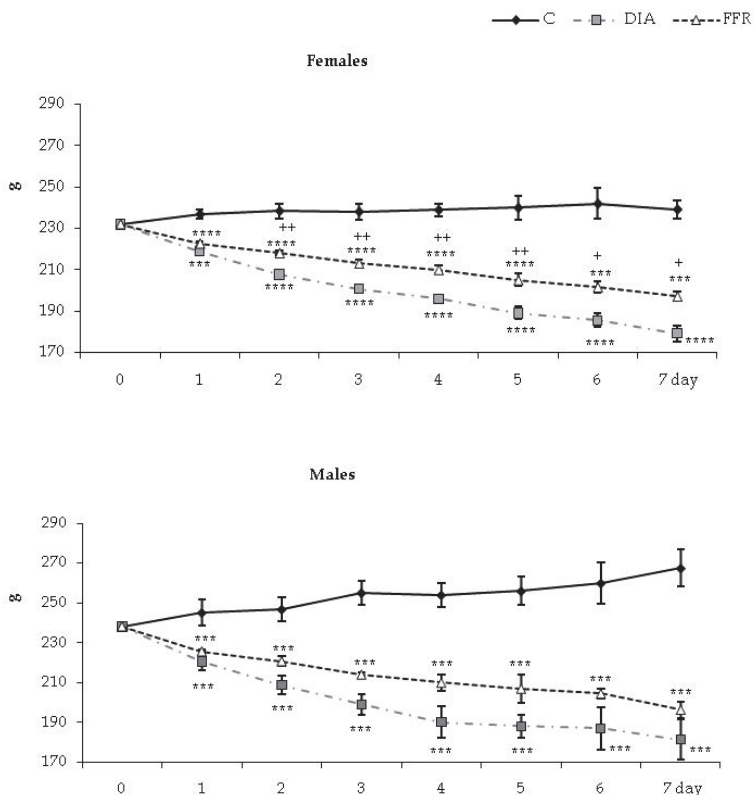 C DIA FFR
Females
290
270
250
g
++ ++ ++ ++ + +
230
**** **** **** **** **** *** ***
210
*** **** **** **** **** **** ****
190
170
0 1 2 3 4 5 6 7 day
Males
290
270
g
250
230
*** *** *** *** *** *** ***
210
*** *** *** *** *** *** ***
190
170
0 1 2 3 4 5 6 7 day